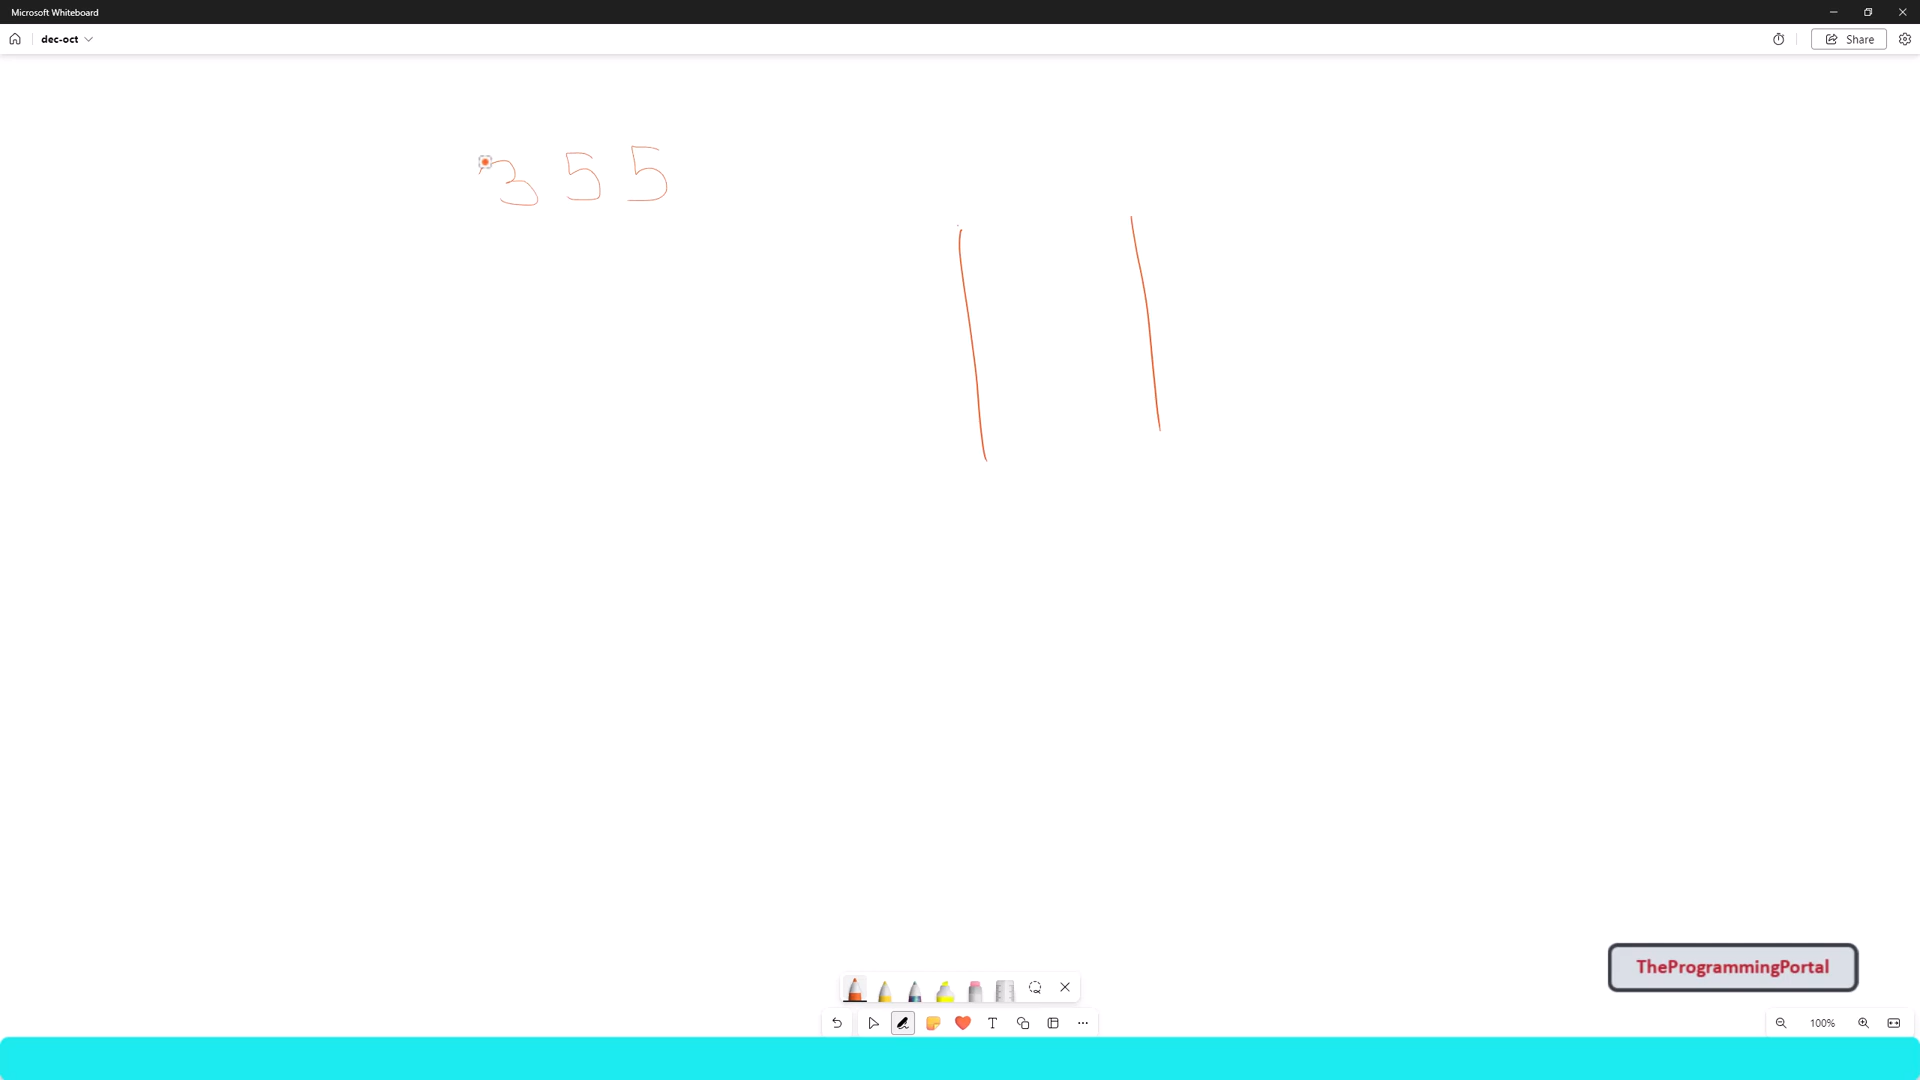 Microsoft Whiteboard
dec-oct
Share
355
TheProgrammingPortal
100%